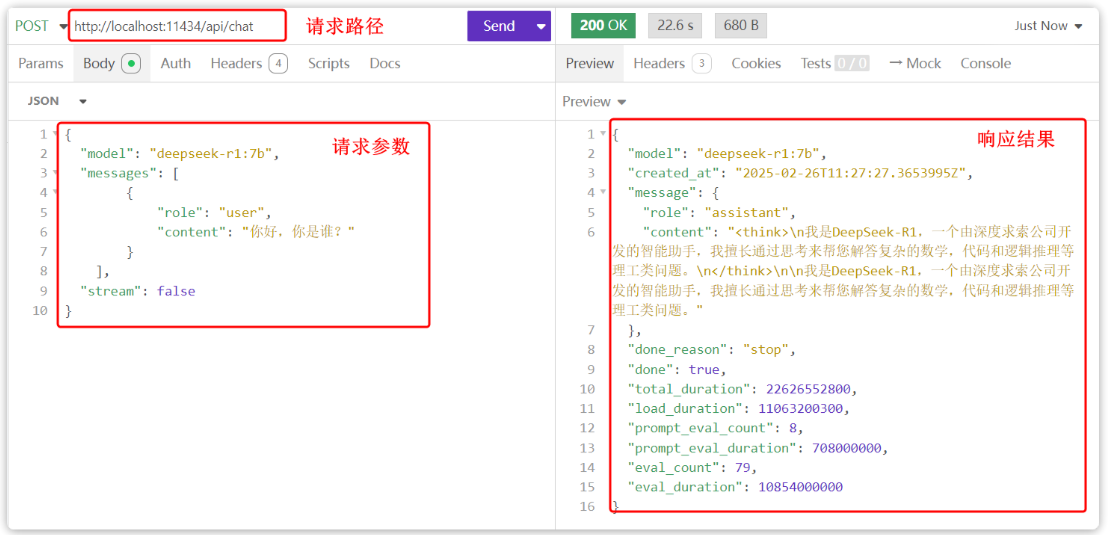 POST http://localhost:11434/api/chat 请求路径 Send
200 OK 22.6 s 680 B Just Now
Params Body Auth Headers 4 Scripts Docs
Preview Headers 3 Cookies Tests 0 / 0 → Mock Console
JSON
Preview
请求参数
1 {
2 "model": "deepseek-r1:7b",
3 "messages": [
4 {
5 "role": "user",
6 "content": "你好，你是谁？"
7 }
8 ],
9 "stream": false
10 }
响应结果
1 {
2 "model": "deepseek-r1:7b",
3 "created_at": "2025-02-26T11:27:27.3653995Z",
4 "message": {
5 "role": "assistant",
6 "content": "<think>\n我是DeepSeek-R1，一个由深度求索公司开
发的智能助手，我擅长通过思考来帮您解答复杂的数学，代码和逻辑推理等
理工类问题。\n</think>\n\n我是DeepSeek-R1，一个由深度求索公司开
发的智能助手，我擅长通过思考来帮您解答复杂的数学，代码和逻辑推理等
理工类问题。"
7 },
8 "done_reason": "stop",
9 "done": true,
10 "total_duration": 22626552800,
11 "load_duration": 11063200300,
12 "prompt_eval_count": 8,
13 "prompt_eval_duration": 708000000,
14 "eval_count": 79,
15 "eval_duration": 10854000000
16 }